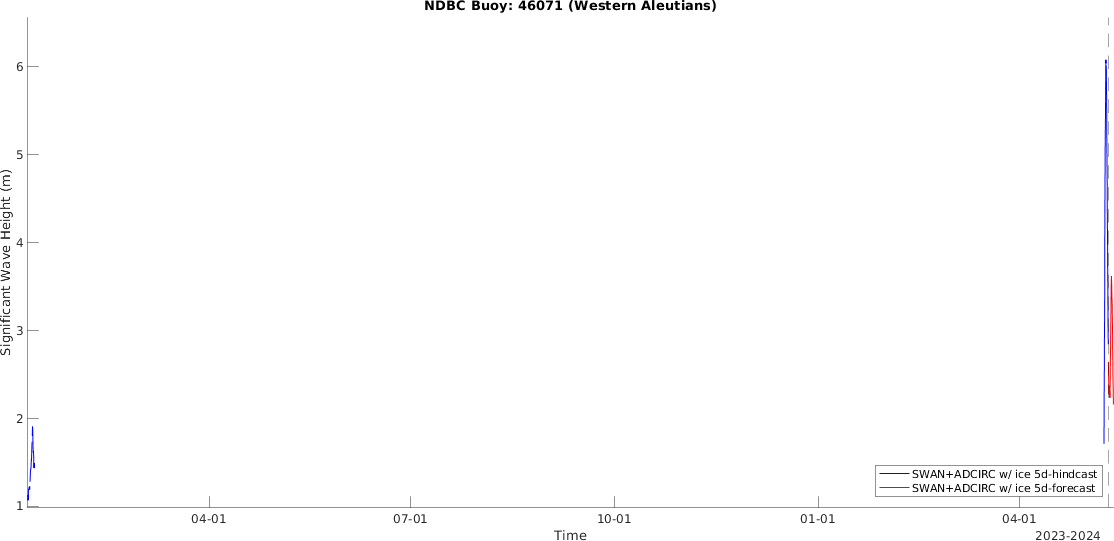 NDBC Buoy: 46071 (Western Aleutians)
Significant Wave Height (m)
6
5
4
3
2
1
SWAN+ADCIRC w/ ice 5d-hindcast
SWAN+ADCIRC w/ ice 5d-forecast
04-01
07-01
10-01
01-01
04-01
Time
2023-2024